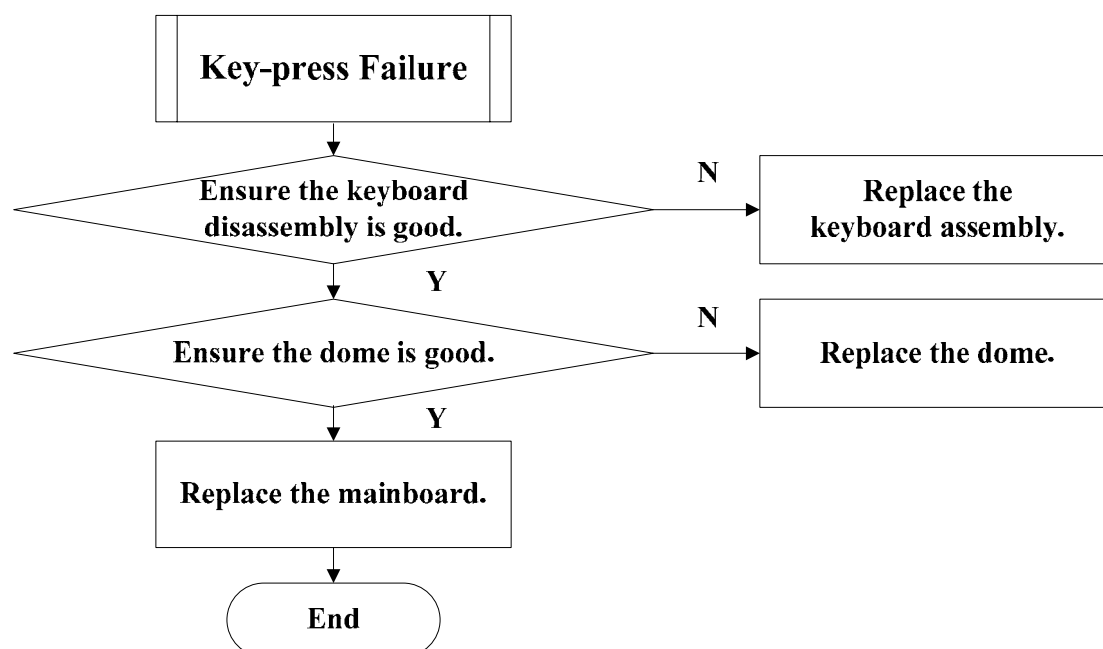 Key-press Failure
Ensure the keyboard
disassembly is good.
N
Replace the
keyboard assembly.
Y
Ensure the dome is good.
N
Replace the dome.
Y
Replace the mainboard.
End